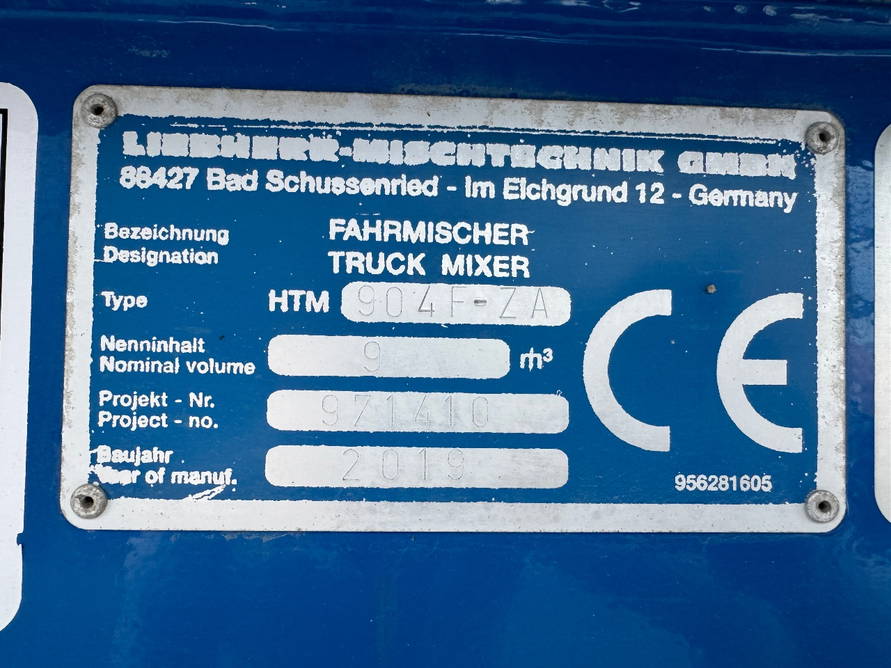 LIEBHERR-MISCHTECHNIK GMBH
88427 Bad Schussenried - Im Eichgrund 12 - Germany
Bezeichnung FAHRMISCHER
Designation TRUCK MIXER
Type HTM 904F-ZA
Nenninhalt
Nominal volume 9 m³
Projekt - Nr.
Project - no. 971410
Baujahr
Year of manuf. 2019
CE
956281605